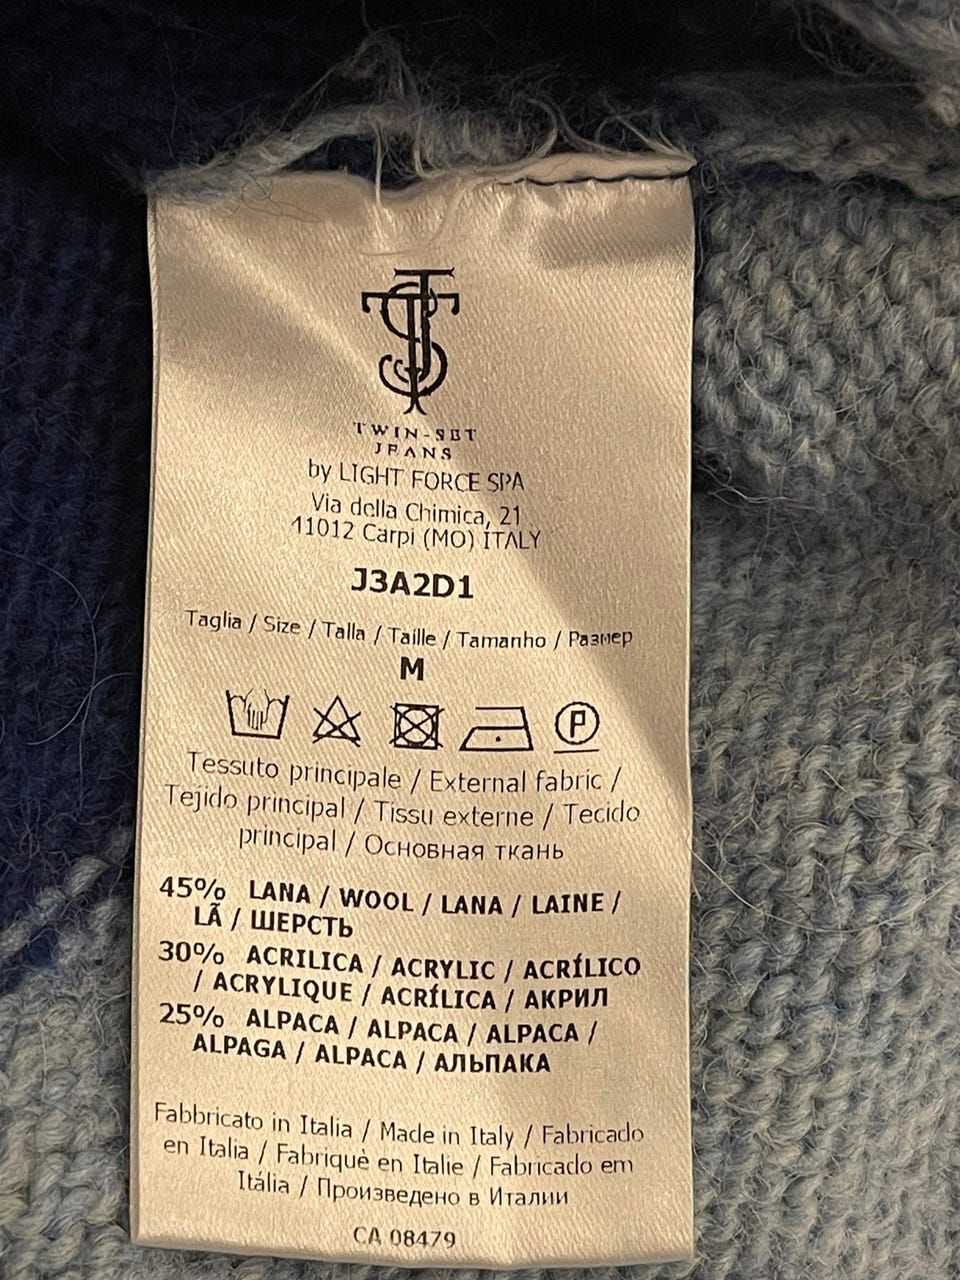 TWIN-SET
JEANS
by LIGHT FORCE SPA
Via della Chimica, 21
41012 Carpi (MO) ITALY
J3A2D1
Taglia / Size / Talla / Taille / Tamanho / Размер
M
P
Tessuto principale / External fabric /
Tejido principal / Tissu externe / Tecido
principal / Основная ткань
45% LANA / WOOL / LANA / LAINE /
LÃ / ШЕРСТЬ
30% ACRILICA / ACRYLIC / ACRÍLICO
/ ACRYLIQUE / ACRÍLICA / АКРИЛ
25% ALPACA / ALPACA / ALPACA /
ALPAGA / ALPACA / АЛЬПАКА
Fabbricato in Italia / Made in Italy / Fabricado
en Italia / Fabriquè en Italie / Fabricado em
Itália / Произведено в Италии
CA 08479